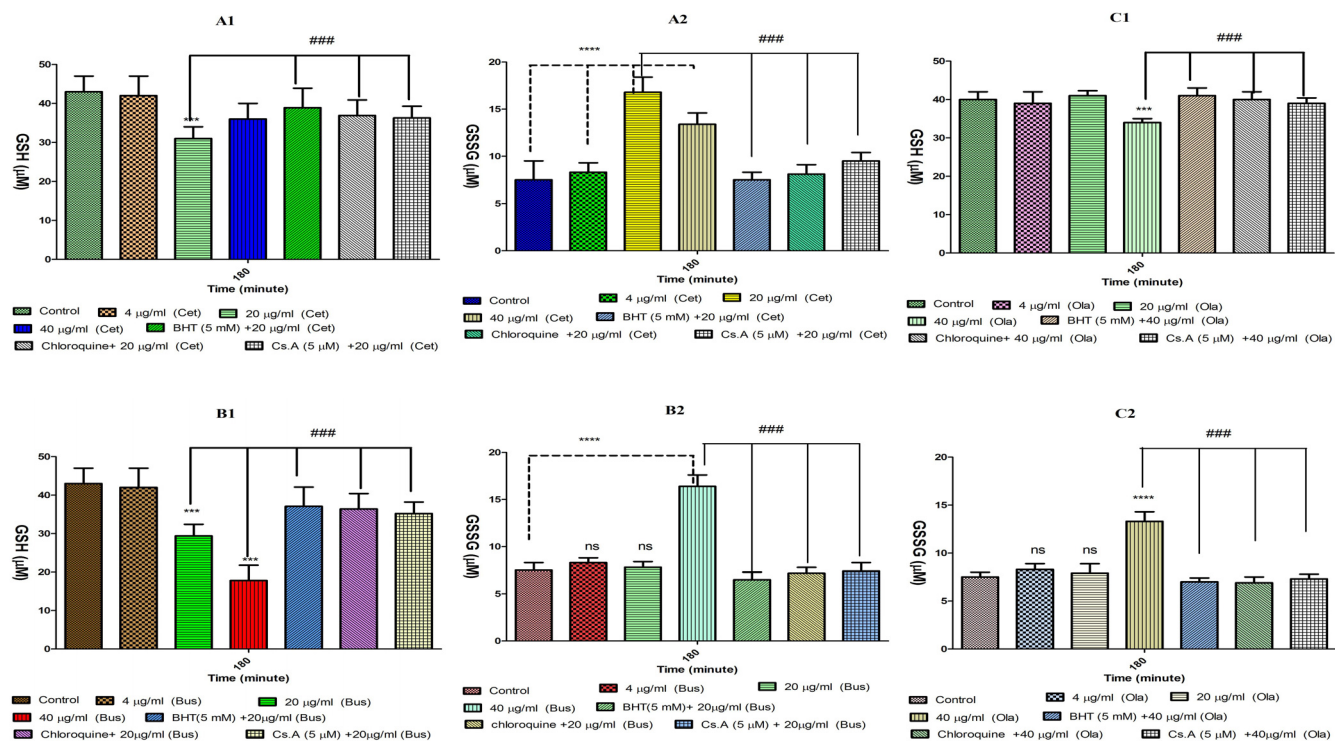 A1
###
50
40
30
20
10
0
GSH (µM)
***
180
Time (minute)
Control 4 µg/ml (Cet) 20 µg/ml (Cet)
40 µg/ml (Cet) BHT (5 mM) +20 µg/ml (Cet)
Chloroquine+ 20 µg/ml (Cet) Cs.A (5 µM) +20 µg/ml (Cet)
A2
****
###
20
15
10
5
0
GSSG (µM)
180
Time (minute)
Control 4 µg/ml (Cet) 20 µg/ml (Cet)
40 µg/ml (Cet) BHT (5 mM) +20 µg/ml (Cet)
Chloroquine +20 µg/ml (Cet) Cs.A (5 µM) +20 µg/ml (Cet)
C1
###
50
40
30
20
10
0
GSH (µM)
***
180
Time (minute)
Control 4 µg/ml (Ola) 20 µg/ml (Ola)
40 µg/ml (Ola) BHT (5 mM) +40 µg/ml (Ola)
Chloroquine+ 40 µg/ml (Ola) Cs.A (5 µM) +40 µg/ml (Ola)
B1
###
50
40
30
20
10
0
GSH (µM)
***
***
180
Time (minute)
Control 4 µg/ml (Bus) 20 µg/ml (Bus)
40 µg/ml (Bus) BHT(5 mM) +20µg/ml (Bus)
Chloroquine+ 20µg/ml (Bus) Cs.A (5 µM) +20µg/ml (Bus)
B2
****
###
20
15
10
5
0
GSSG (µM)
ns
ns
180
Time (minute)
Control 4 µg/ml (Bus) 20 µg/ml (Bus)
40 µg/ml (Bus) BHT(5 mM)+ 20µg/ml (Bus)
chloroquine +20 µg/ml (Bus) Cs.A (5 µM) + 20µg/ml (Bus)
C2
###
20
15
10
5
0
GSSG (µM)
ns
ns
****
180
Time (minute)
Control 4 µg/ml (Ola) 20 µg/ml (Ola)
40 µg/ml (Ola) BHT (5 mM) +40 µg/ml (Ola)
Chloroquine +40 µg/ml (Ola) Cs.A (5 µM) +40µg/ml (Ola)